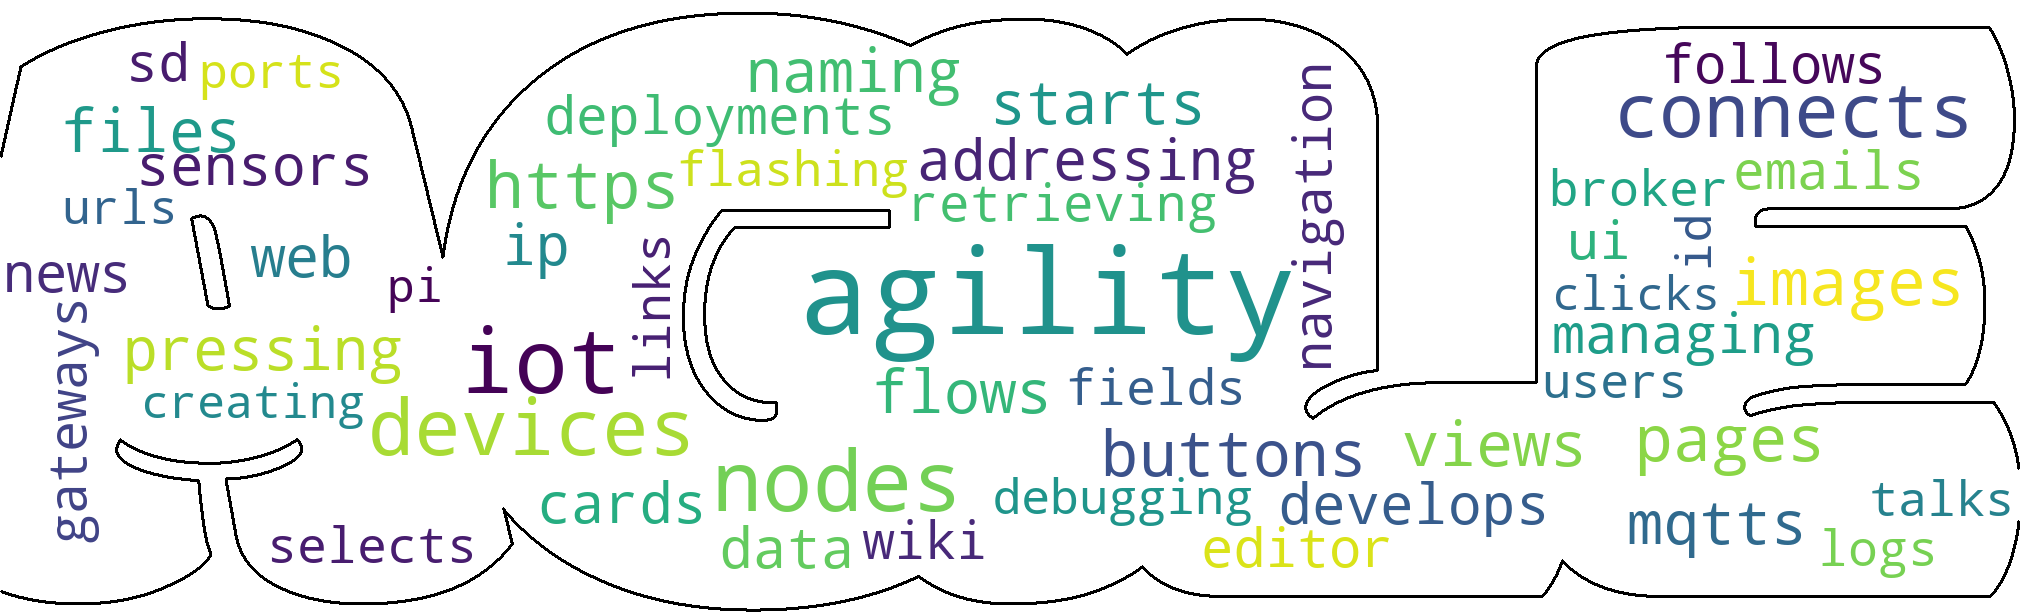 sd
ports
files
sensors
urls
web
news
pi
gateways
pressing
creating
devices
iot
selects
naming
deployments
starts
https
flashing
addressing
retrieving
ip
links
navigation
agility
flows
fields
nodes
buttons
cards
debugging
develops
data
wiki
editor
views
follows
connects
broker
emails
ui
id
clicks
images
managing
users
pages
mqtts
talks
logs